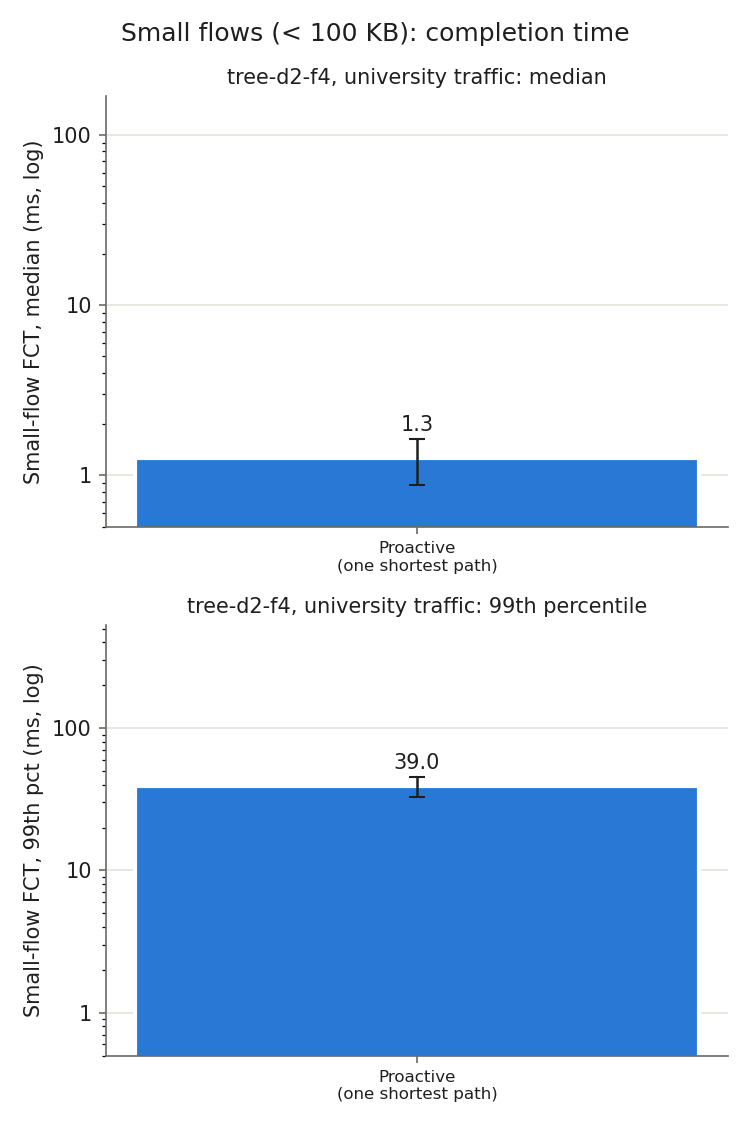 Small flows (< 100 KB): completion time
tree-d2-f4, university traffic: median
Small-flow FCT, median (ms, log)
100
10
1
1.3
Proactive
(one shortest path)
tree-d2-f4, university traffic: 99th percentile
Small-flow FCT, 99th pct (ms, log)
100
10
1
39.0
Proactive
(one shortest path)